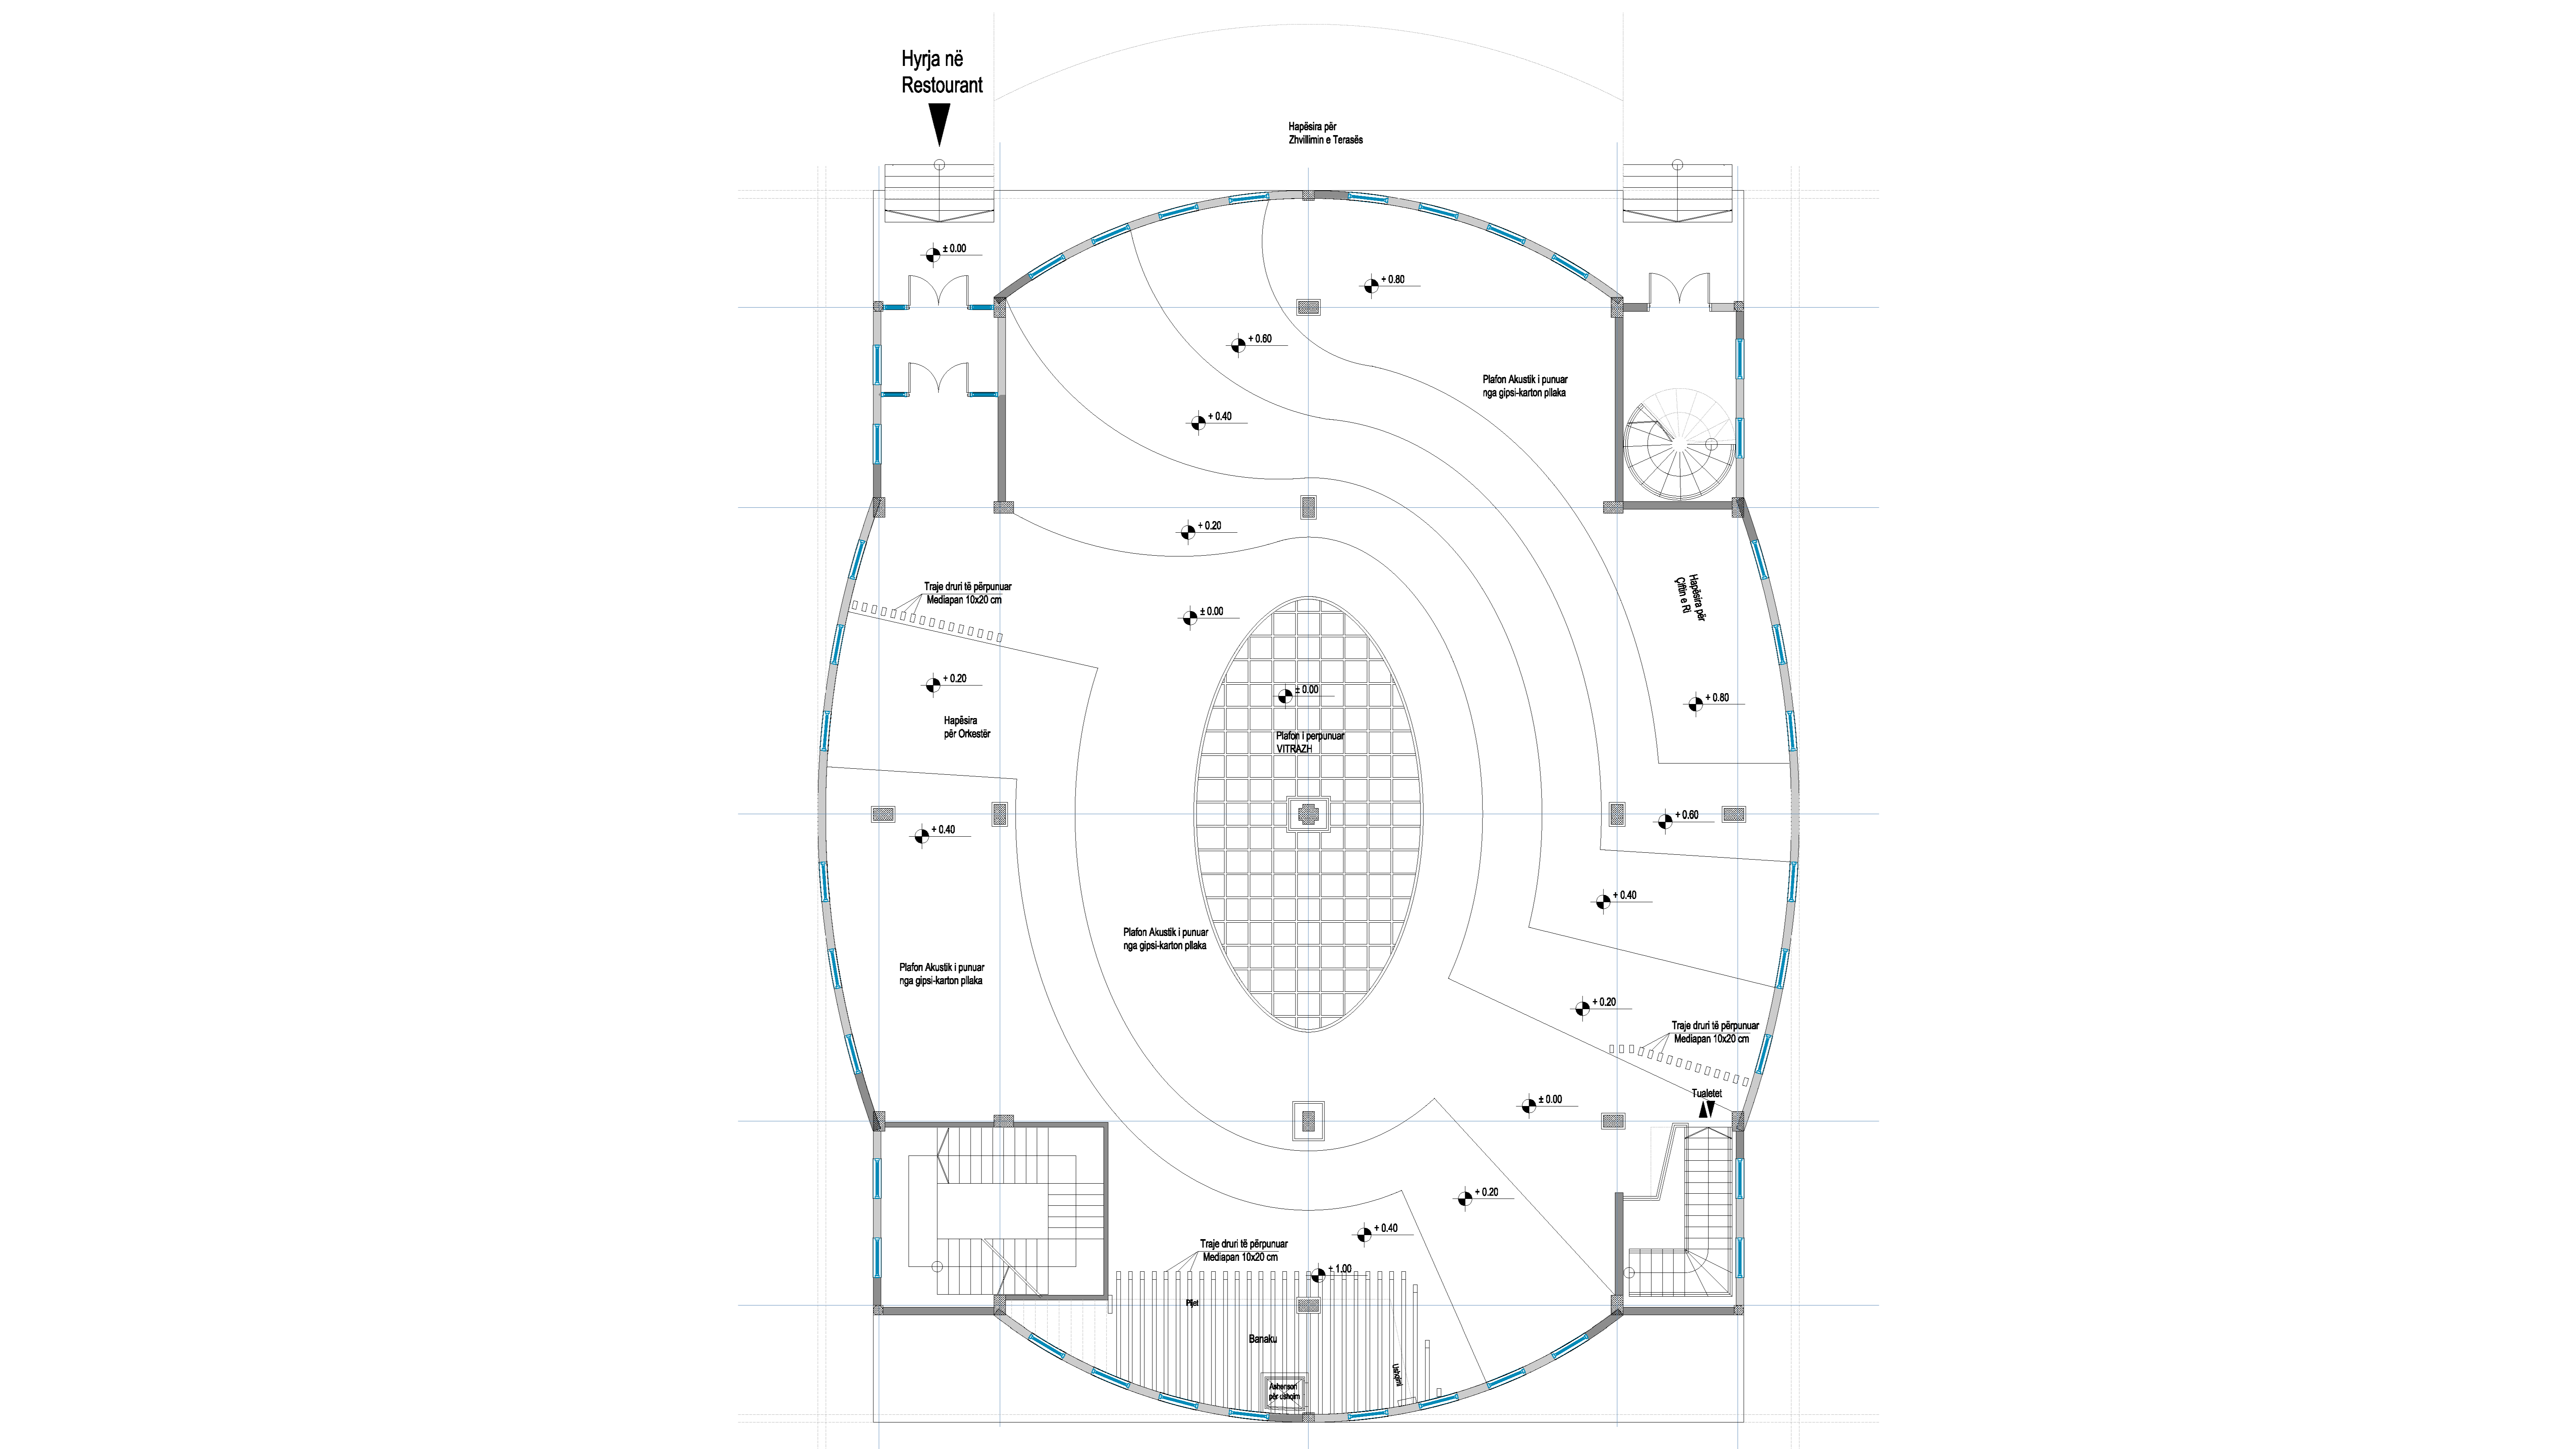 Hyrja në
Restourant
Hapësira për
Zhvillimin e Terasës
± 0.00
+ 0.80
+ 0.60
Plafon Akustik i punuar
nga gipsi-karton pllaka
+ 0.40
+ 0.20
Traje druri të përpunuar
Mediapan 10x20 cm
± 0.00
Hapësira për
Çiftin e Ri
+ 0.20
± 0.00
+ 0.80
Hapësira
për Orkestër
Plafon i perpunuar
VITRAZH
+ 0.60
+ 0.40
+ 0.40
Plafon Akustik i punuar
nga gipsi-karton pllaka
Plafon Akustik i punuar
nga gipsi-karton pllaka
+ 0.20
Traje druri të përpunuar
Mediapan 10x20 cm
Tualetet
± 0.00
+ 0.20
+ 0.40
Traje druri të përpunuar
Mediapan 10x20 cm
± 1.00
Pijet
Banaku
Ushqimi
Ashensori
për ushqim